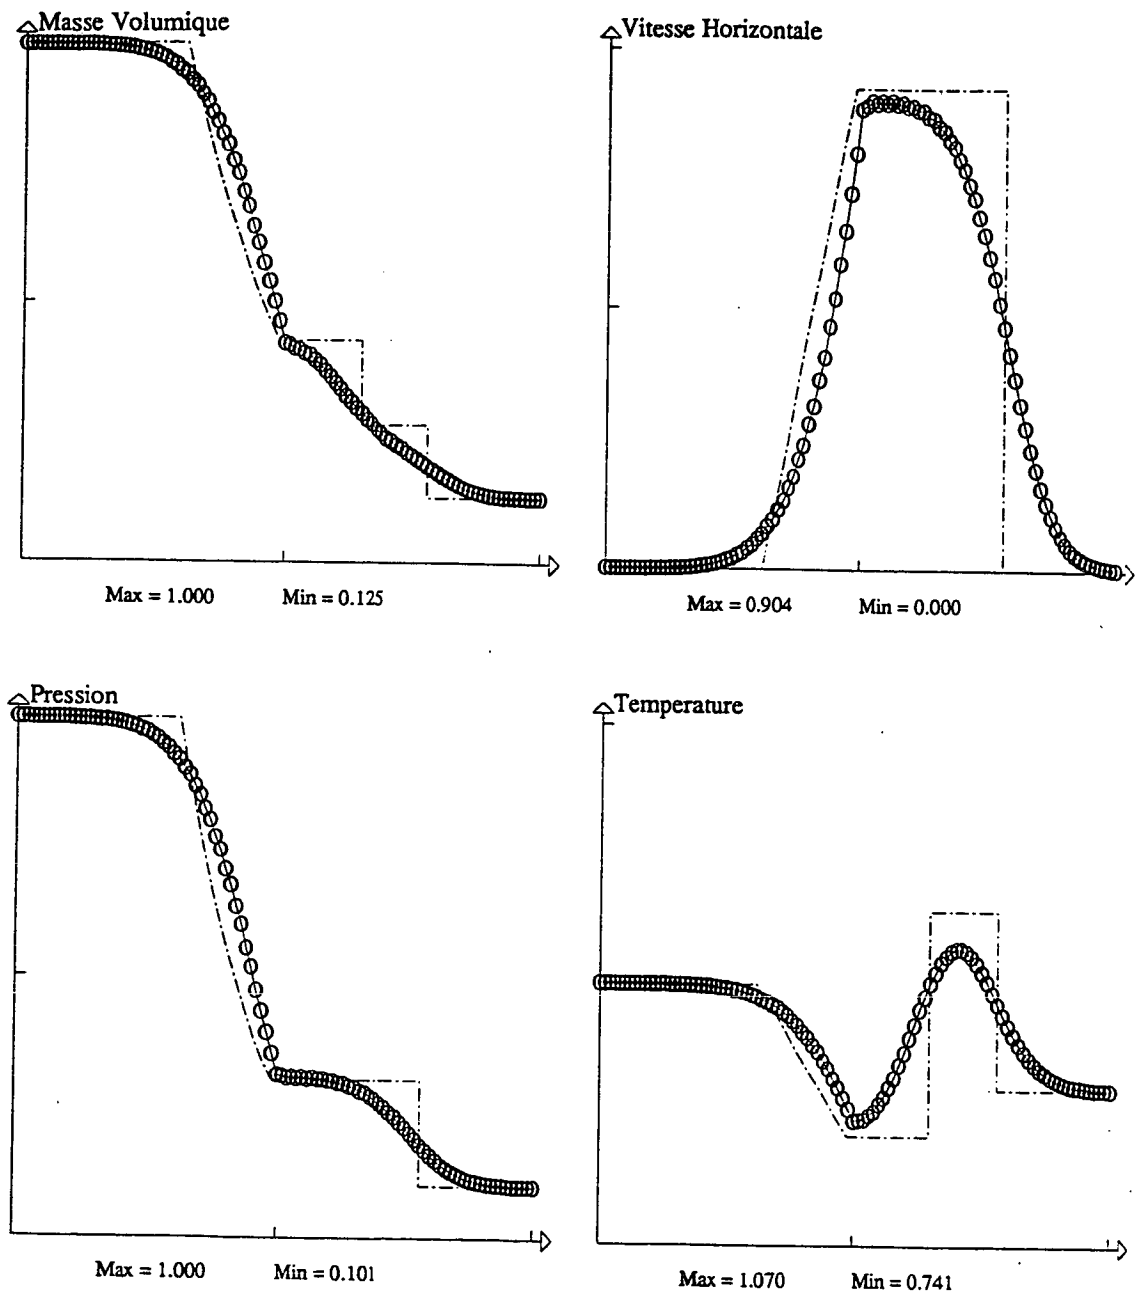 Masse Volumique
Max = 1.000 Min = 0.125
Vitesse Horizontale
Max = 0.904 Min = 0.000
Pression
Max = 1.000 Min = 0.101
Temperature
Max = 1.070 Min = 0.741